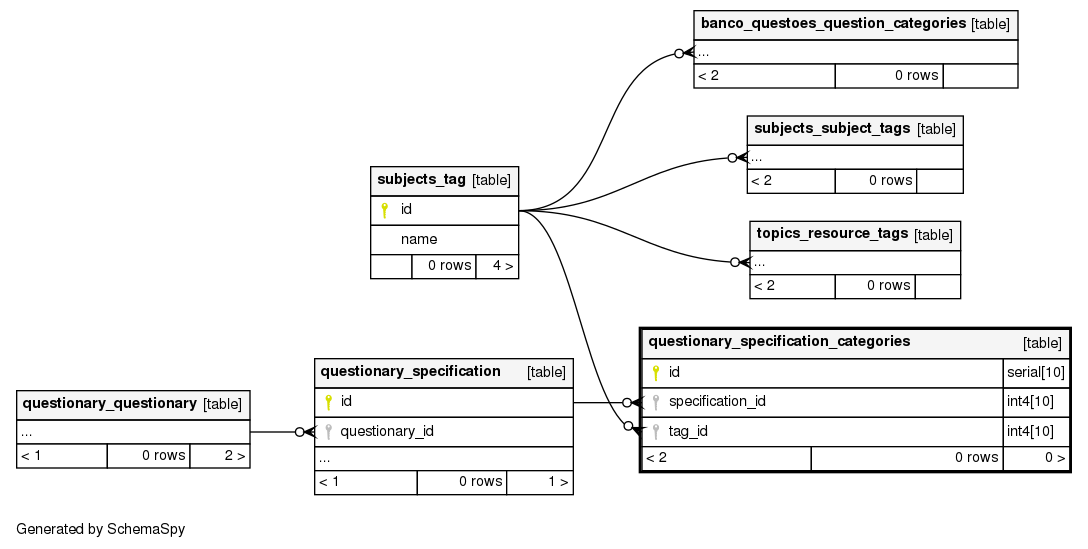 banco_questoes_question_categories [table]
...
< 2 0 rows
subjects_subject_tags [table]
...
< 2 0 rows
subjects_tag [table]
id
name
0 rows 4 >
topics_resource_tags [table]
...
< 2 0 rows
questionary_specification_categories [table]
id serial[10]
specification_id int4[10]
tag_id int4[10]
< 2 0 rows 0 >
questionary_specification [table]
id
questionary_id
...
< 1 0 rows 1 >
questionary_questionary [table]
...
< 1 0 rows 2 >
Generated by SchemaSpy